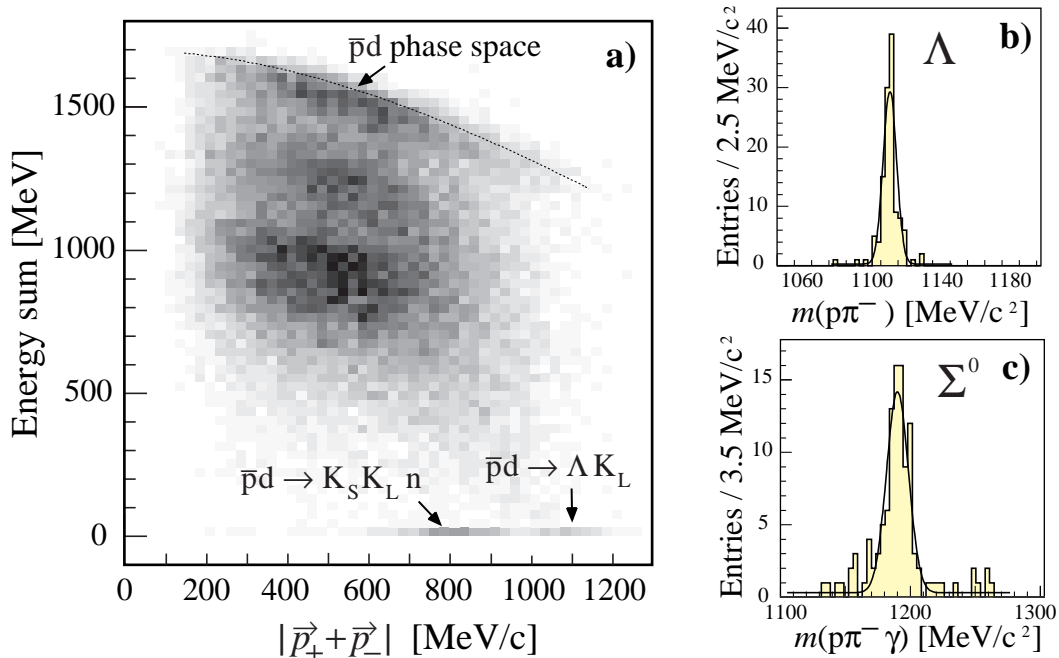 a)
p̄d phase space
1500
1000
500
0
Energy sum [MeV]
p̄d → K_S K_L n
p̄d → Λ K_L
0 200 400 600 800 1000 1200
|p⃗₊+p⃗₋| [MeV/c]
b)
Λ
40
30
20
10
0
Entries / 2.5 MeV/c²
1060 1100 1140 1180
m(pπ⁻ ) [MeV/c²]
c)
Σ⁰
15
10
5
0
Entries / 3.5 MeV/c²
1100 1200 1300
m(pπ⁻ γ) [MeV/c²]